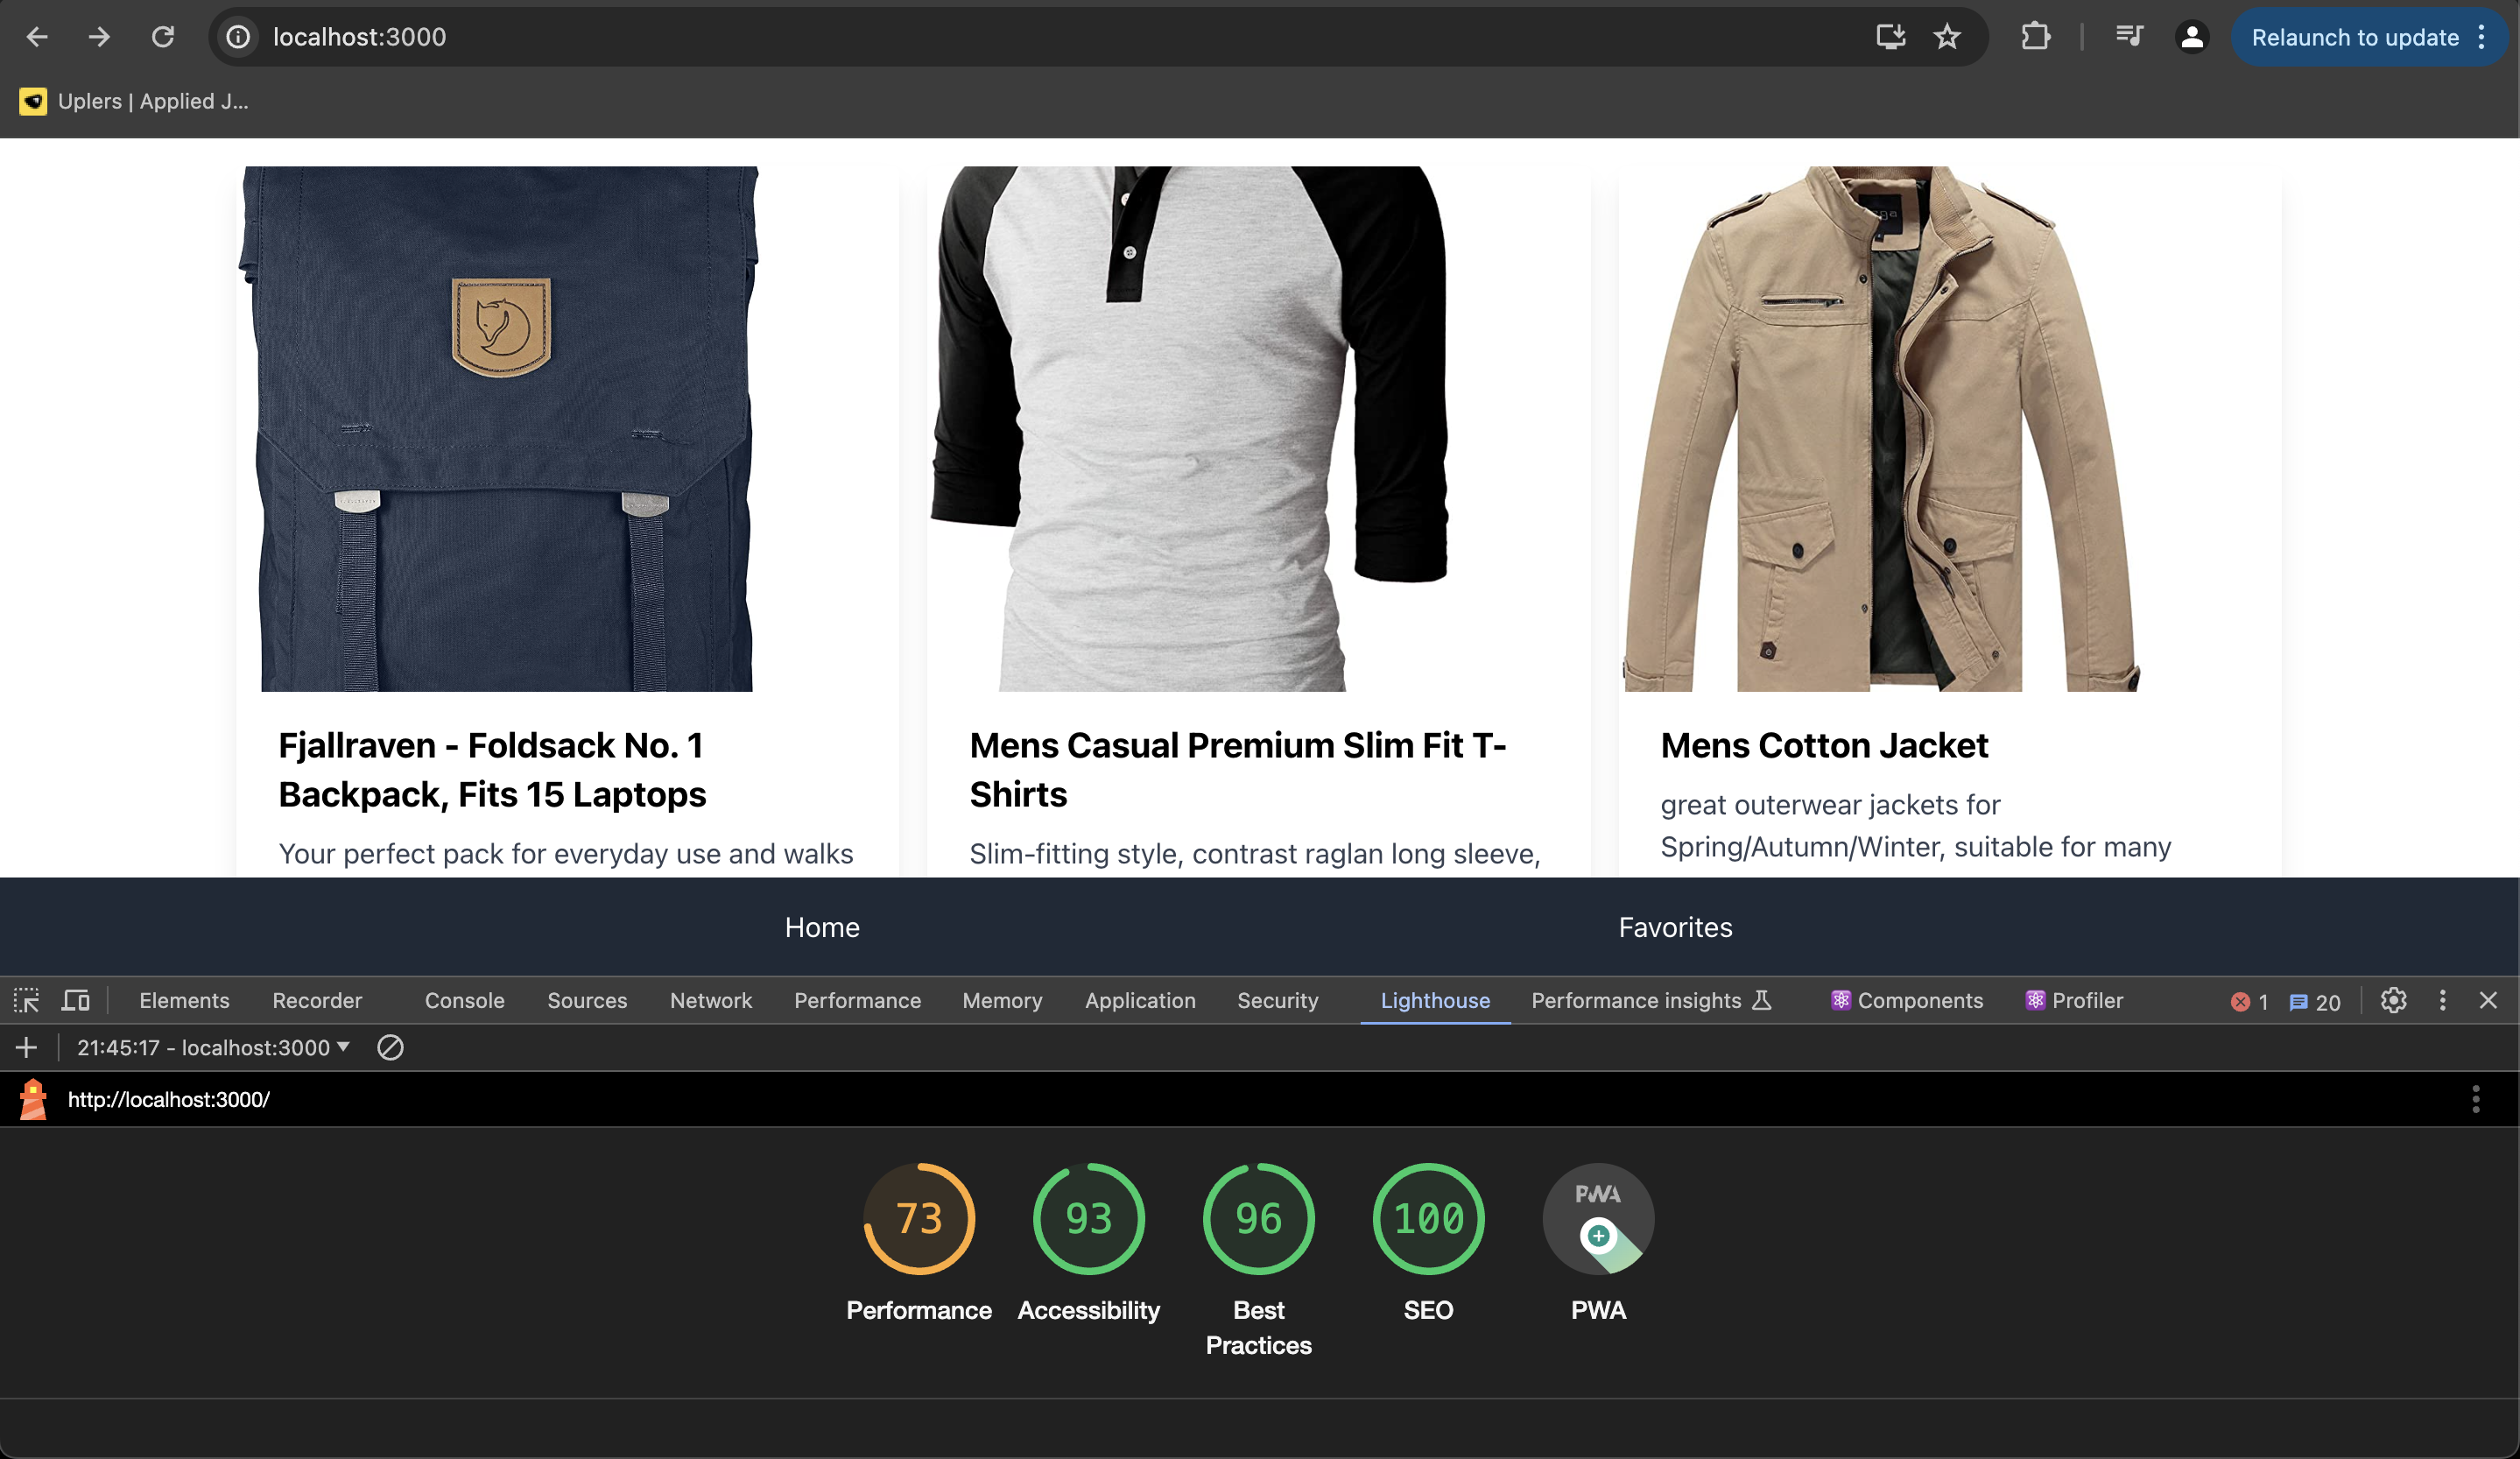 localhost:3000
Relaunch to update
Uplers | Applied J...
Fjallraven - Foldsack No. 1
Backpack, Fits 15 Laptops
Your perfect pack for everyday use and walks
Mens Casual Premium Slim Fit T-
Shirts
Slim-fitting style, contrast raglan long sleeve,
Mens Cotton Jacket
great outerwear jackets for
Spring/Autumn/Winter, suitable for many
Home
Favorites
Elements
Recorder
Console
Sources
Network
Performance
Memory
Application
Security
Lighthouse
Performance insights
Components
Profiler
1
20
21:45:17 - localhost:3000
http://localhost:3000/
73
93
96
100
PWA
Performance
Accessibility
Best
Practices
SEO
PWA